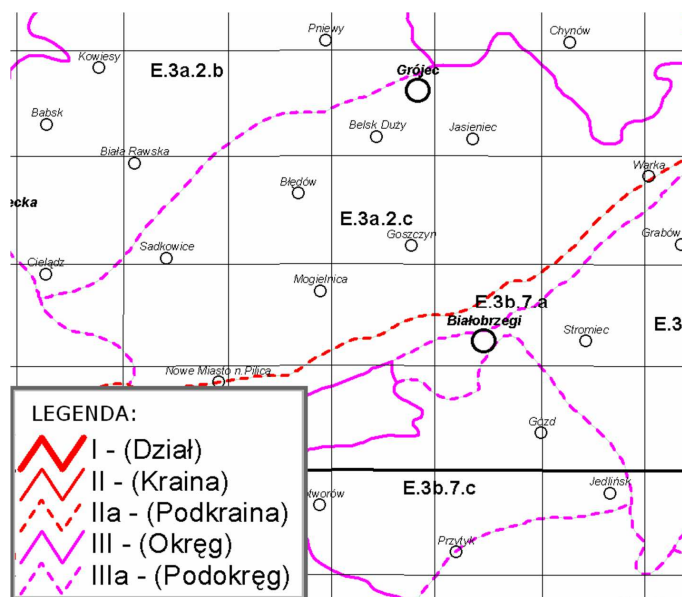 Pniewy
Chynów
Kowiesy
E.3a.2.b
Grójec
Babsk
Belsk Duży
Jasieniec
Biała Rawska
Warka
Błędów
ecka
E.3a.2.c
Goszczyn
Grabów
Sadkowice
Cielądz
Mogielnica
E.3b.7.a
Białobrzegi
E.3
Stromiec
Nowe Miasto n.Pilicą
LEGENDA:
I - (Dział)
II - (Kraina)
IIa - (Podkraina)
III - (Okręg)
IIIa - (Podokręg)
Gózd
E.3b.7.c
Jedlińsk
otworów
Przytyk